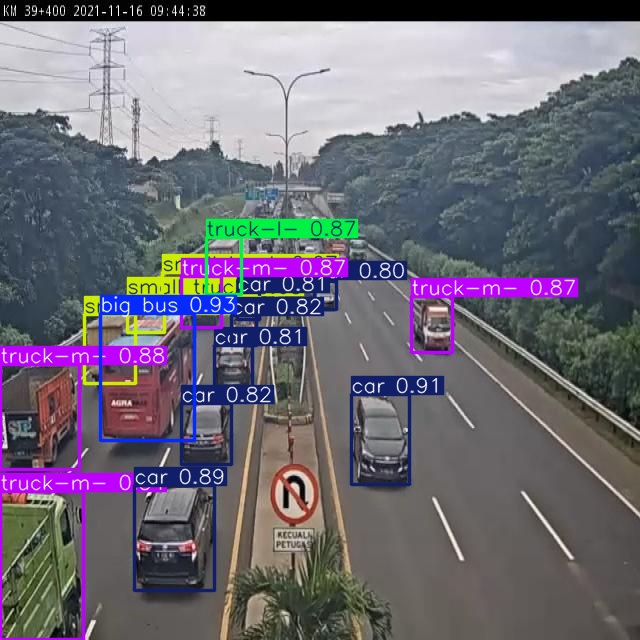 KM 39+400 2021-11-16 09:44:38
truck-l- 0.87
truck-m- 0.87
0.80
car 0.81
truck-m- 0.87
big bus 0.93
car 0.82
car 0.81
truck-m- 0.88
car 0.82
car 0.91
AGRA
car 0.89
truck-m-
KECUALI
PETUGAS